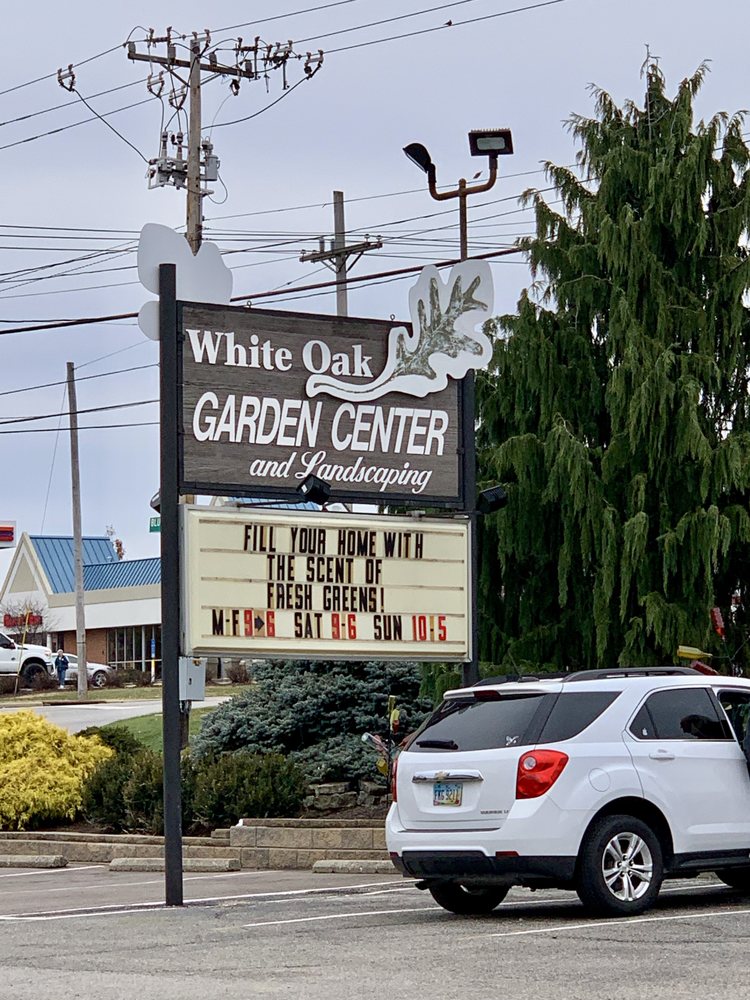 White Oak
GARDEN CENTER
and Landscaping
FILL YOUR HOME WITH
THE SCENT OF
FRESH GREENS!
M-F 9-6 SAT 9-6 SUN 10-5